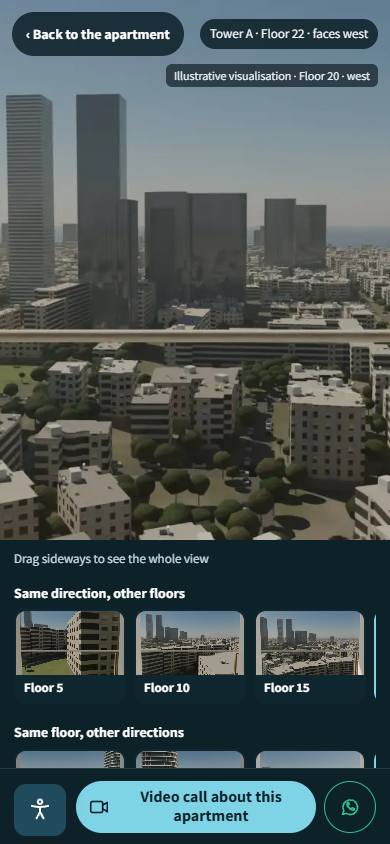 ‹ Back to the apartment
Tower A · Floor 22 · faces west
Illustrative visualisation · Floor 20 · west
Drag sideways to see the whole view
Same direction, other floors
Floor 5
Floor 10
Floor 15
Same floor, other directions
Video call about this
apartment